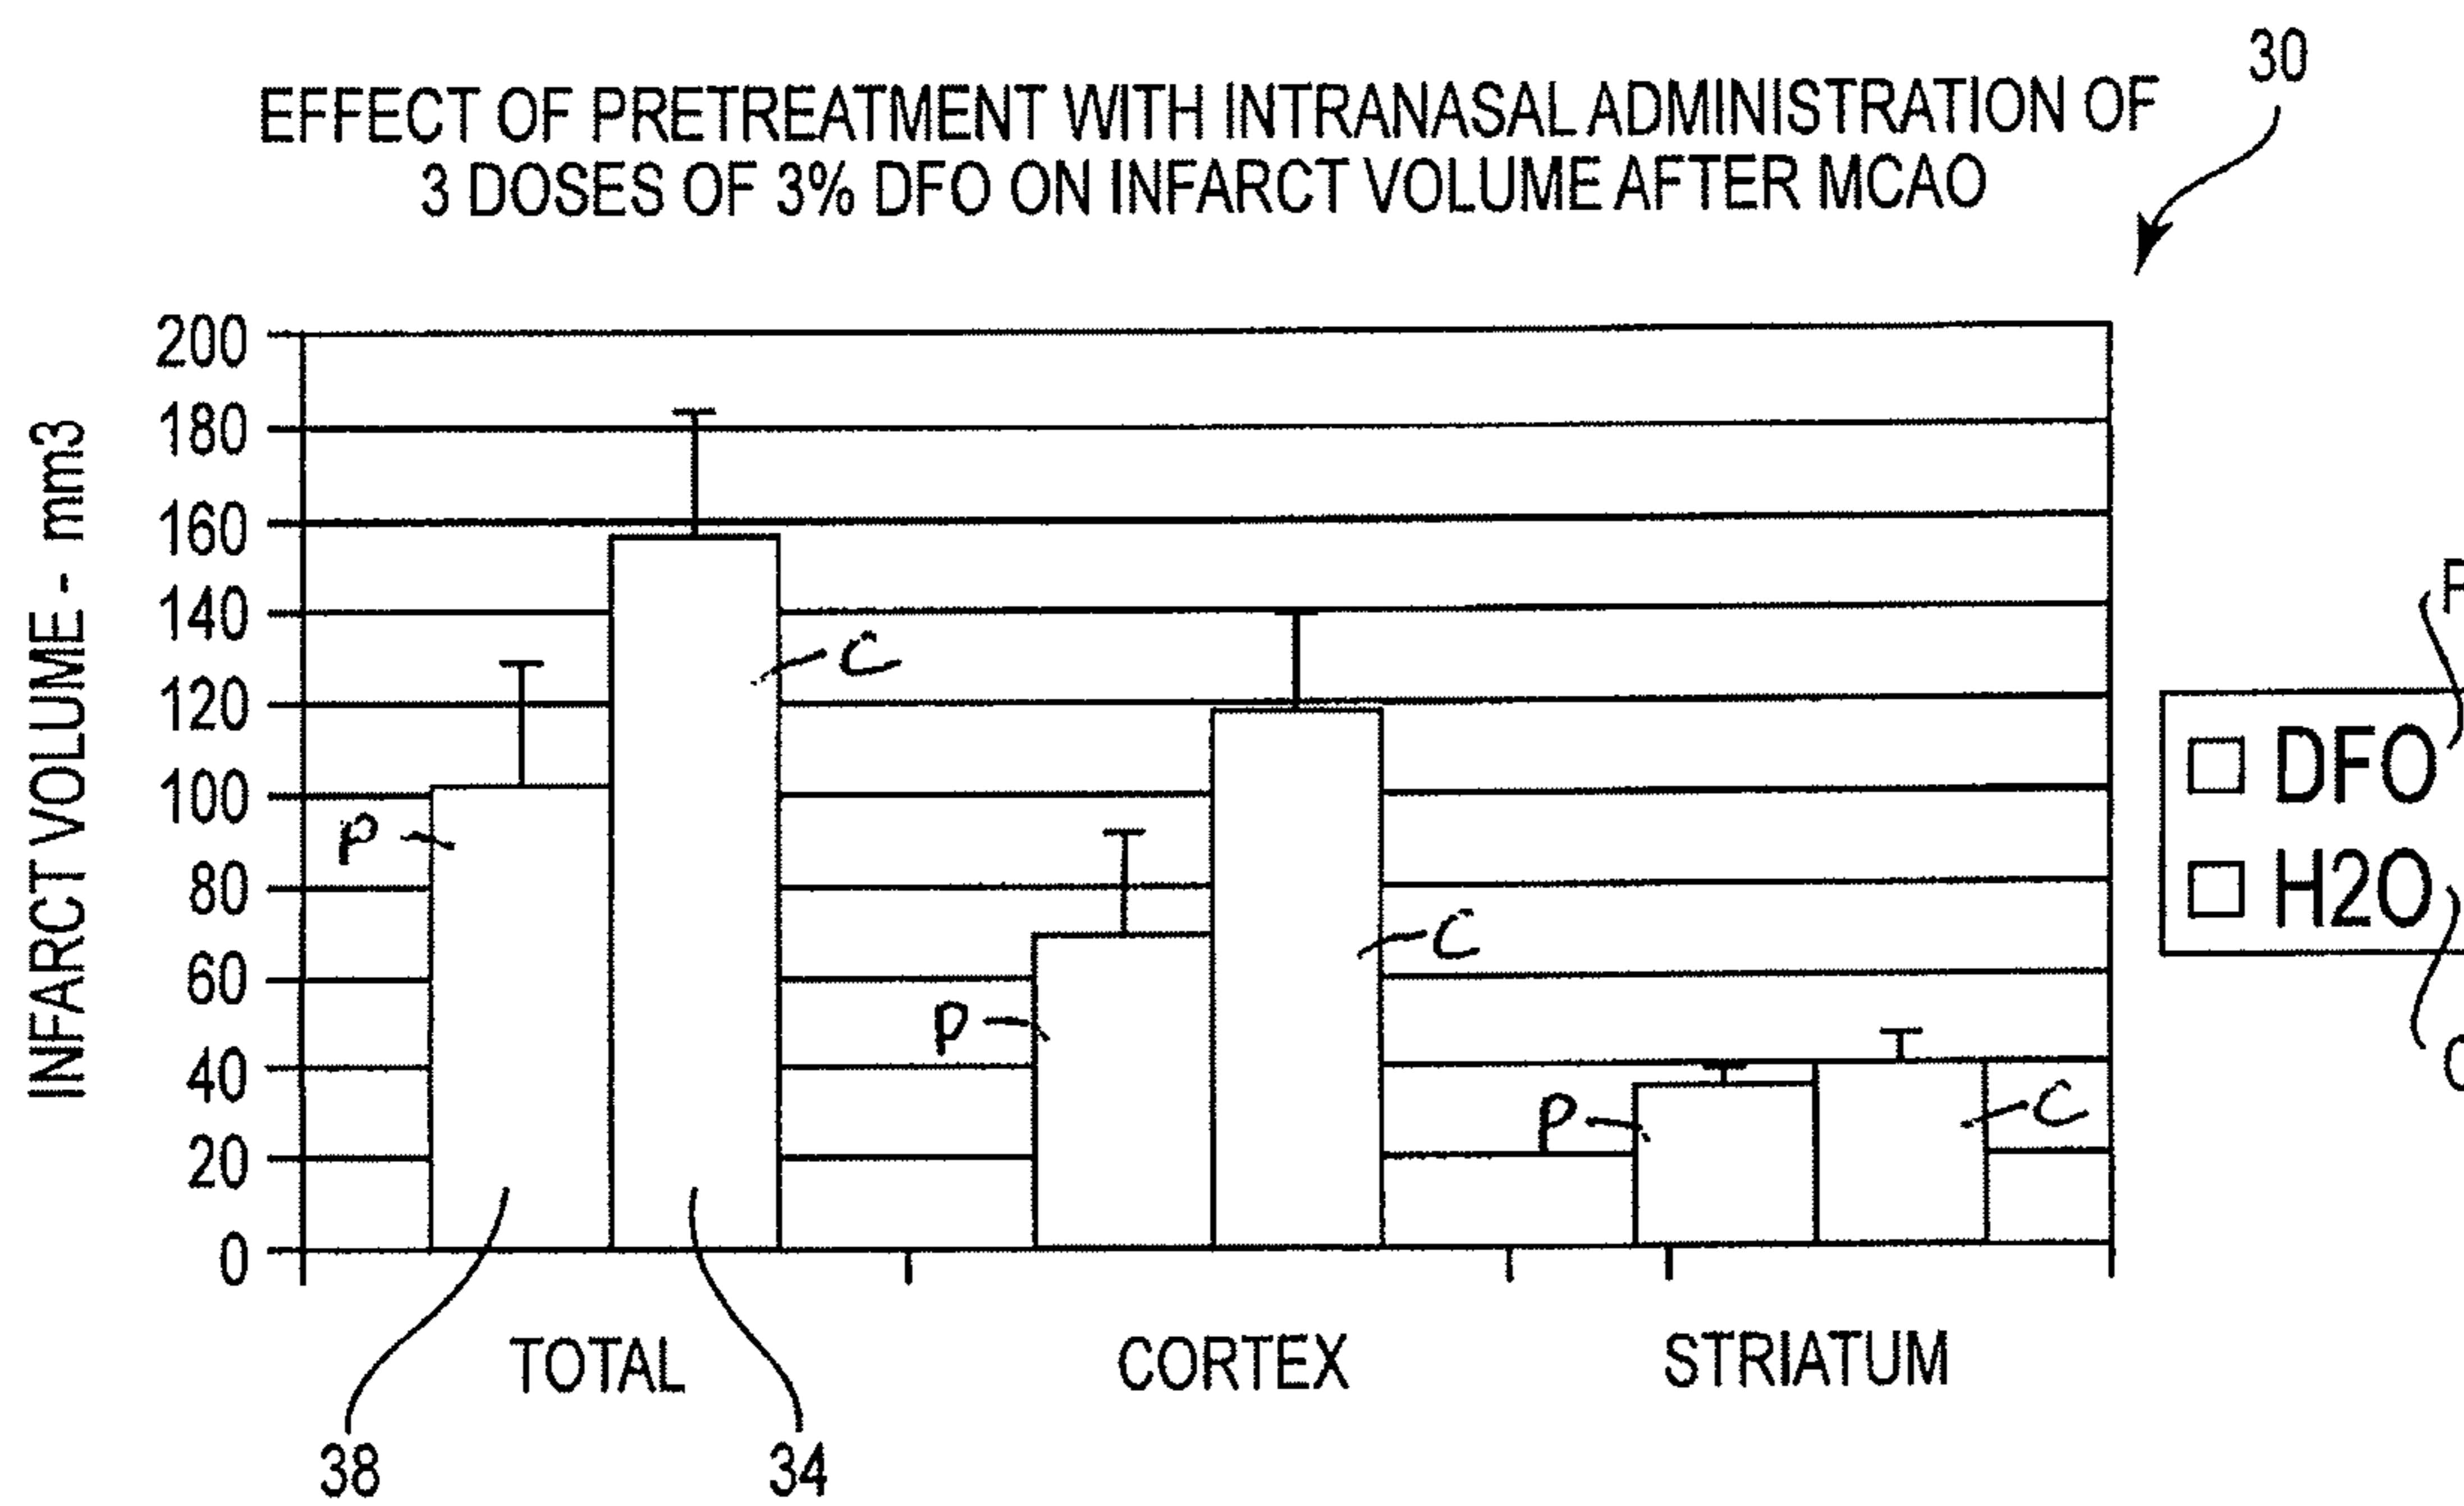 30
EFFECT OF PRETREATMENT WITH INTRANASAL ADMINISTRATION OF
3 DOSES OF 3% DFO ON INFARCT VOLUME AFTER MCAO
INFARCT VOLUME - mm3
200
180
160
140
120
100
80
60
40
20
0
P
C
P
C
P
C
DFO
H2O
TOTAL
CORTEX
STRIATUM
38
34